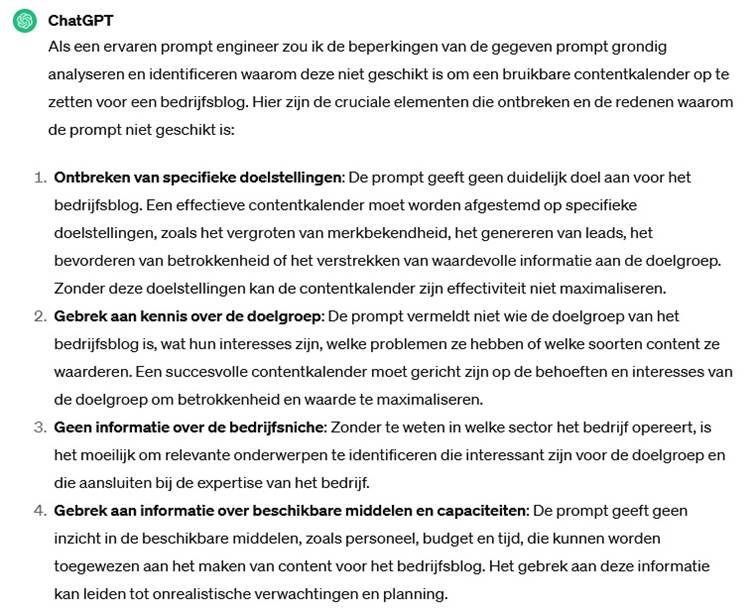 ChatGPT
Als een ervaren prompt engineer zou ik de beperkingen van de gegeven prompt grondig
analyseren en identificeren waarom deze niet geschikt is om een bruikbare contentkalender op te
zetten voor een bedrijfsblog. Hier zijn de cruciale elementen die ontbreken en de redenen waarom
de prompt niet geschikt is:
1. Ontbreken van specifieke doelstellingen: De prompt geeft geen duidelijk doel aan voor het
bedrijfsblog. Een effectieve contentkalender moet worden afgestemd op specifieke
doelstellingen, zoals het vergroten van merkbekendheid, het genereren van leads, het
bevorderen van betrokkenheid of het verstrekken van waardevolle informatie aan de doelgroep.
Zonder deze doelstellingen kan de contentkalender zijn effectiviteit niet maximaliseren.
2. Gebrek aan kennis over de doelgroep: De prompt vermeldt niet wie de doelgroep van het
bedrijfsblog is, wat hun interesses zijn, welke problemen ze hebben of welke soorten content ze
waarderen. Een succesvolle contentkalender moet gericht zijn op de behoeften en interesses van
de doelgroep om betrokkenheid en waarde te maximaliseren.
3. Geen informatie over de bedrijfsniche: Zonder te weten in welke sector het bedrijf opereert, is
het moeilijk om relevante onderwerpen te identificeren die interessant zijn voor de doelgroep en
die aansluiten bij de expertise van het bedrijf.
4. Gebrek aan informatie over beschikbare middelen en capaciteiten: De prompt geeft geen
inzicht in de beschikbare middelen, zoals personeel, budget en tijd, die kunnen worden
toegewezen aan het maken van content voor het bedrijfsblog. Het gebrek aan deze informatie
kan leiden tot onrealistische verwachtingen en planning.